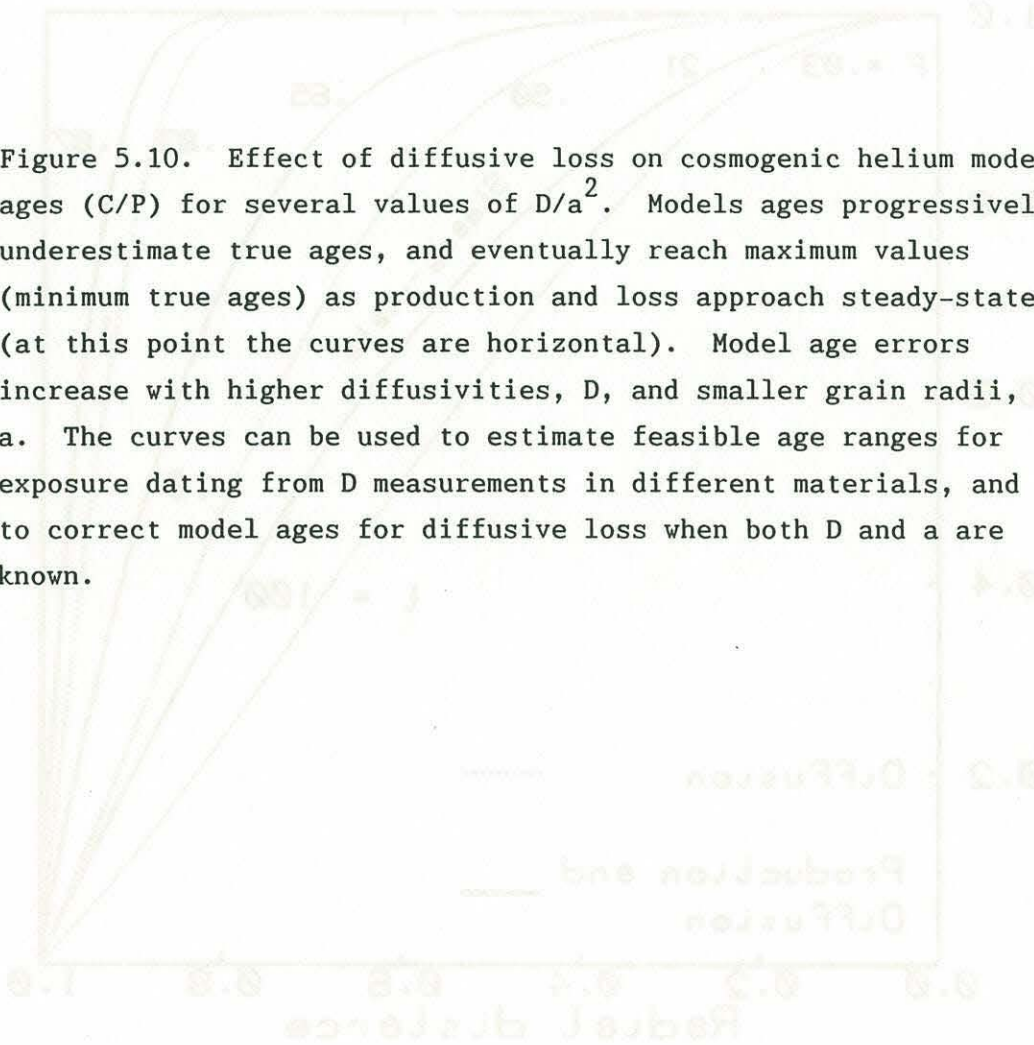 Figure 5.10. Effect of diffusive loss on cosmogenic helium mode
ages (C/P) for several values of D/a².  Models ages progressivel
underestimate true ages, and eventually reach maximum values
(minimum true ages) as production and loss approach steady-state
(at this point the curves are horizontal).  Model age errors
increase with higher diffusivities, D, and smaller grain radii,
a.  The curves can be used to estimate feasible age ranges for
exposure dating from D measurements in different materials, and
to correct model ages for diffusive loss when both D and a are
known.